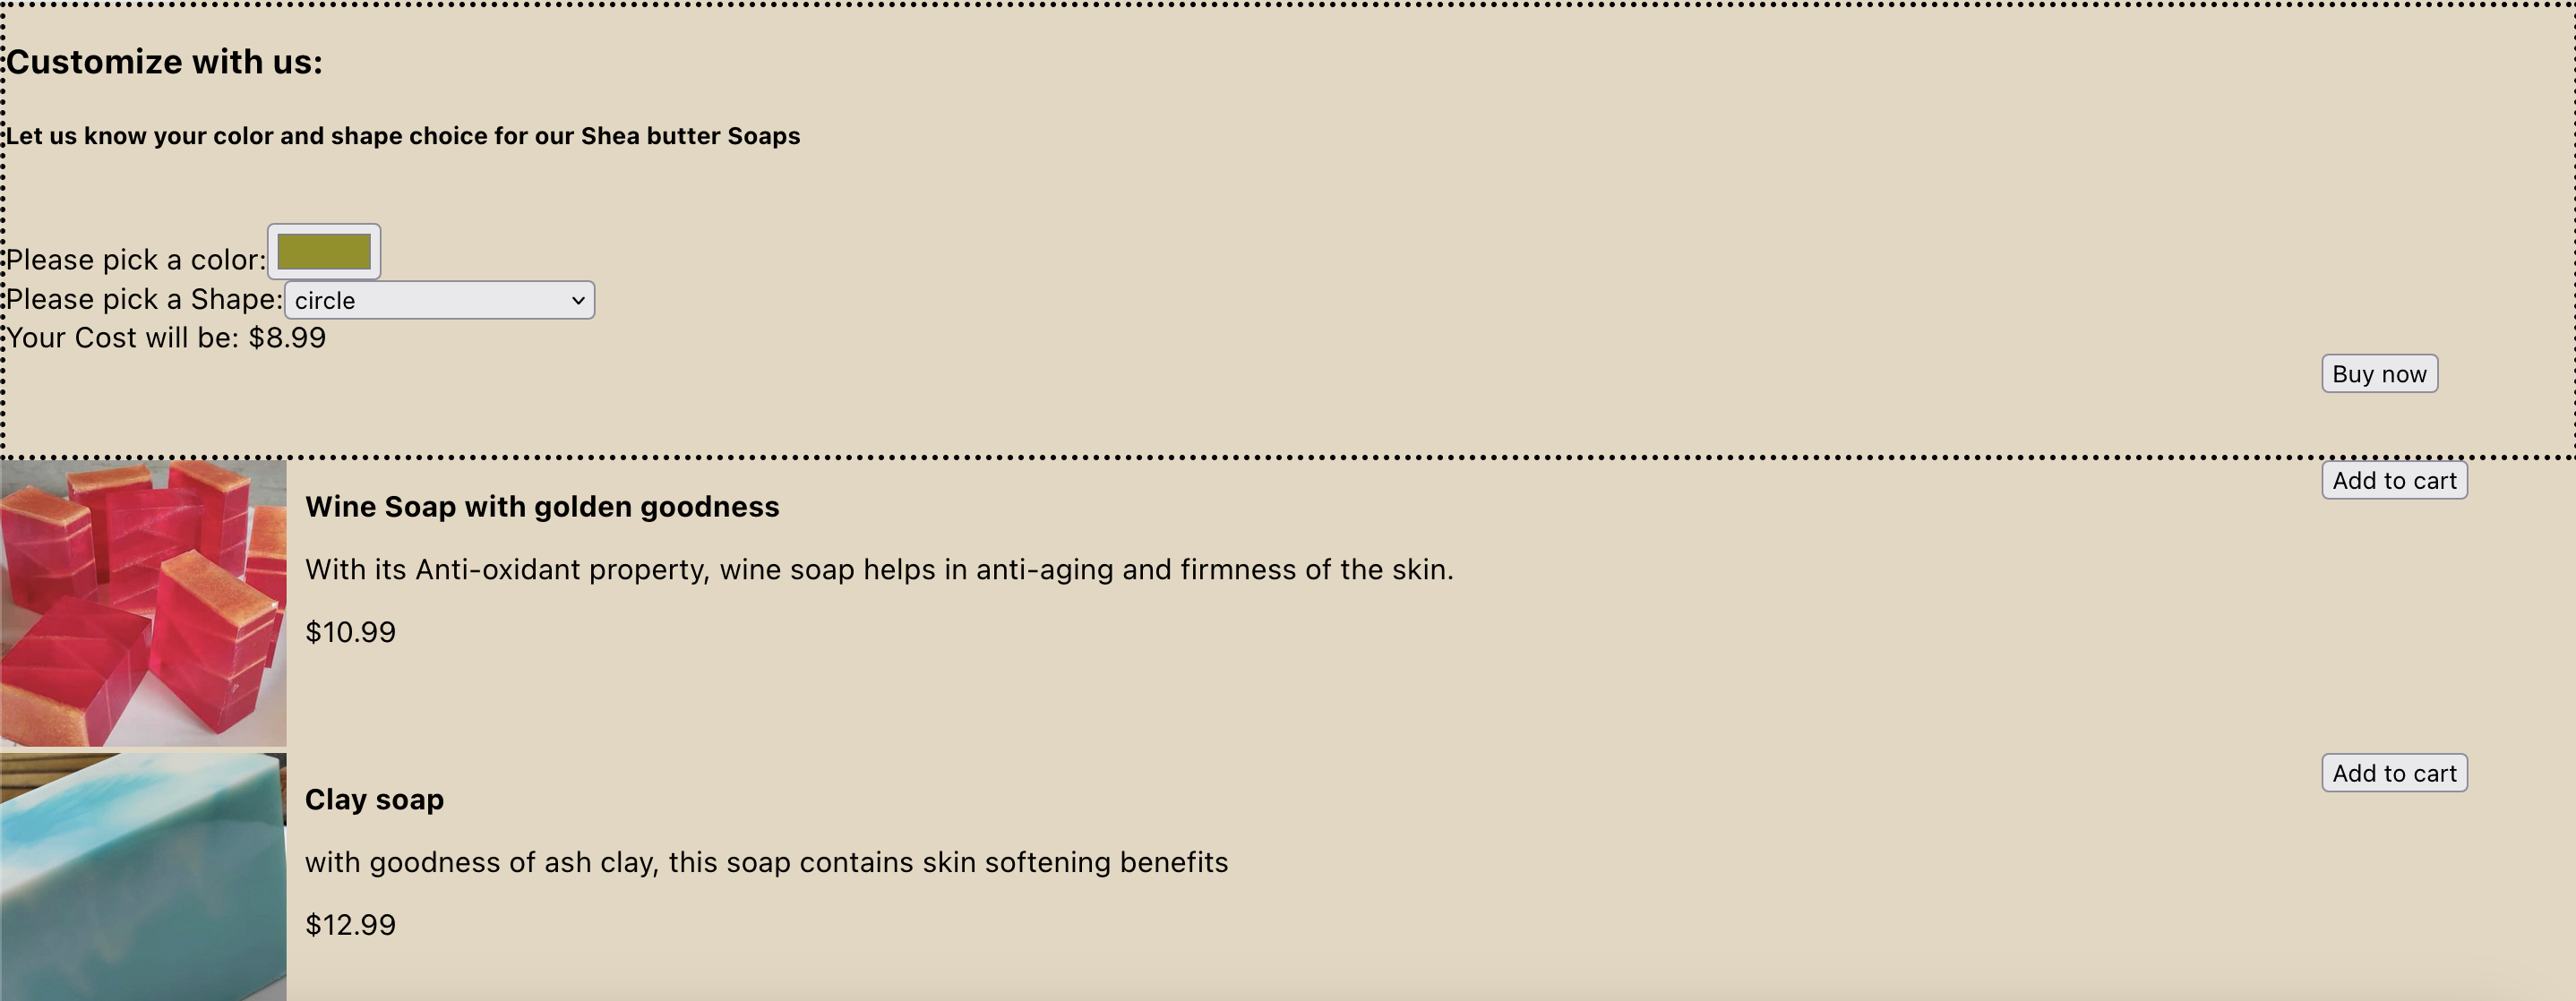 Customize with us:
Let us know your color and shape choice for our Shea butter Soaps
Please pick a color:
Please pick a Shape: circle
Your Cost will be: $8.99
Buy now
Add to cart
Wine Soap with golden goodness
With its Anti-oxidant property, wine soap helps in anti-aging and firmness of the skin.
$10.99
Add to cart
Clay soap
with goodness of ash clay, this soap contains skin softening benefits
$12.99